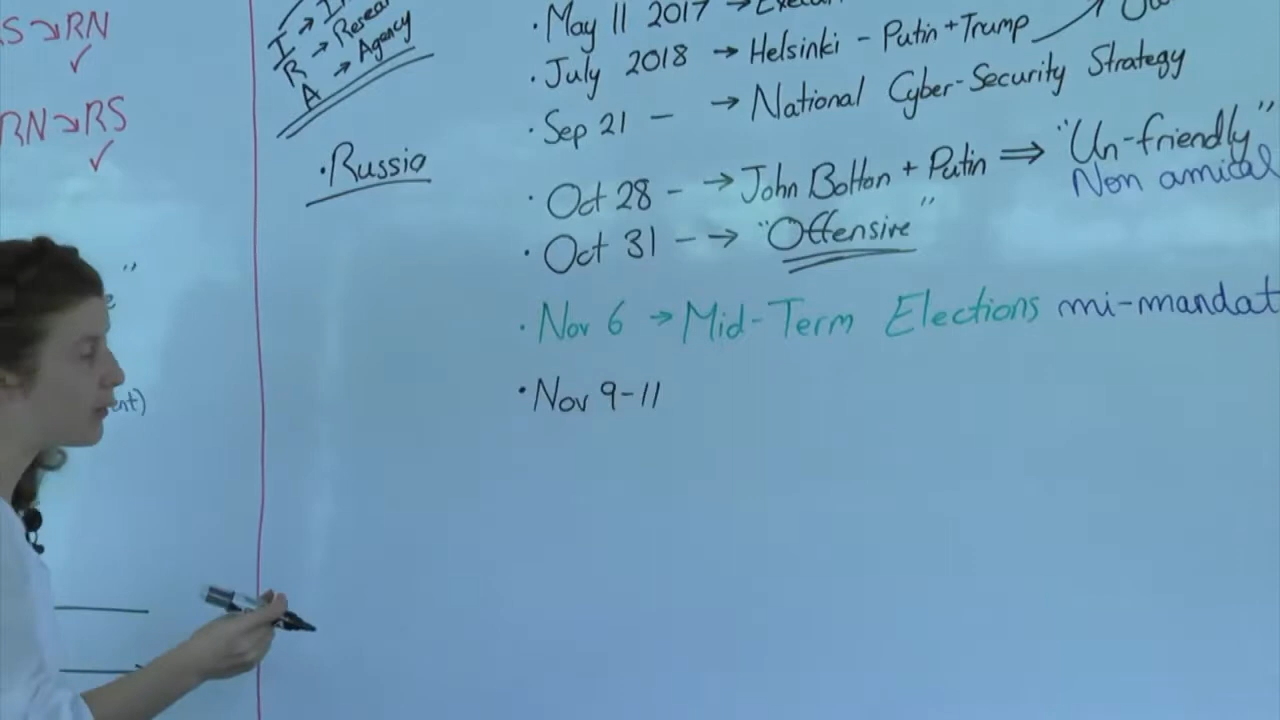 RN
RN→RS
I →
R → Resear
A → Agency
· Russia
· May 11 2017 →
· July 2018 → Helsinki - Putin + Trump
· Sep 21 — → National Cyber-Security Strategy
· Oct 28 - → John Bolton + Putin ⇒ "Un-friendly"
Non amical
· Oct 31 - → "Offensive"
· Nov 6 → Mid-Term Elections mi-mandat
· Nov 9-11